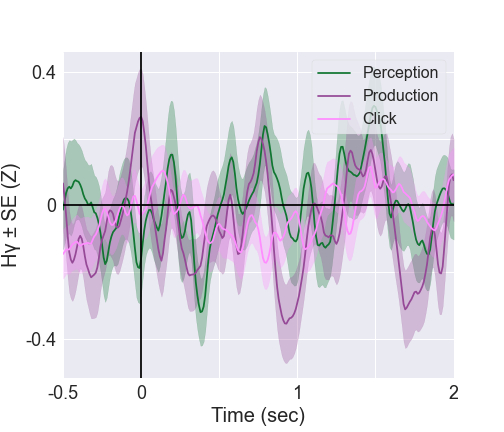 Perception
Production
Click
0.4
0
-0.4
Hγ ± SE (Z)
-0.5
0
1
2
Time (sec)